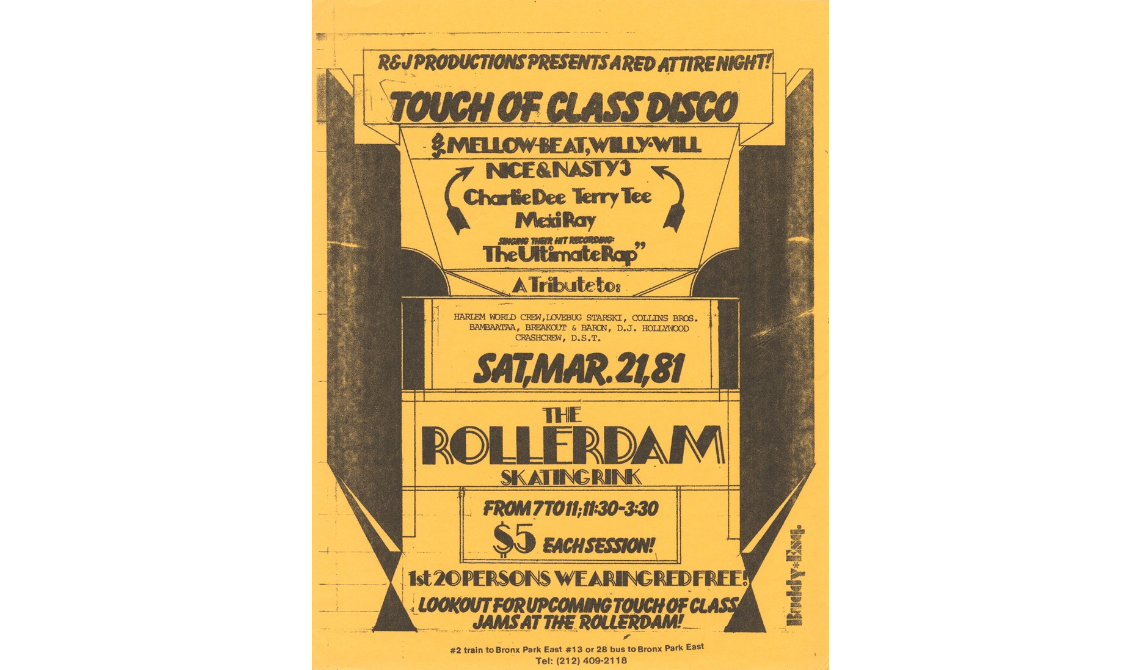 R&J PRODUCTIONS PRESENTS A RED ATTIRE NIGHT!
TOUCH OF CLASS DISCO
& MELLOW-BEAT, WILLY•WILL
NICE & NASTY 3
Charlie Dee Terry Tee
Mexi Ray
SINGING THEIR HIT RECORDING:
The Ultimate Rap”
A Tribute to:
HARLEM WORLD CREW,LOVEBUG STARSKI, COLLINS BROS.
BAMBAATAA, BREAKOUT & BARON, D.J. HOLLYWOOD
CRASHCREW, D.S.T.
SAT, MAR. 21, 81
THE
ROLLERDAM
SKATING RINK
FROM 7 TO 11; 11:30-3:30
$5 EACH SESSION!
1st 20 PERSONS WEARING RED FREE!
LOOKOUT FOR UPCOMING TOUCH OF CLASS
JAMS AT THE ROLLERDAM!
Buddy*Esq.
#2 train to Bronx Park East #13 or 28 bus to Bronx Park East
Tel: (212) 409-2118